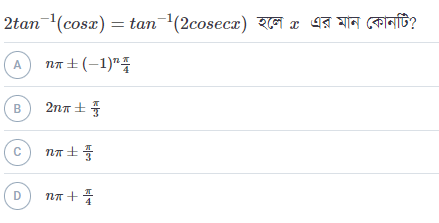 2tan⁻¹(cosx) = tan⁻¹(2cosecx) হলে x এর মান কোনটি?
A nπ ± (−1)ⁿ π/4
B 2nπ ± π/3
C nπ ± π/3
D nπ + π/4